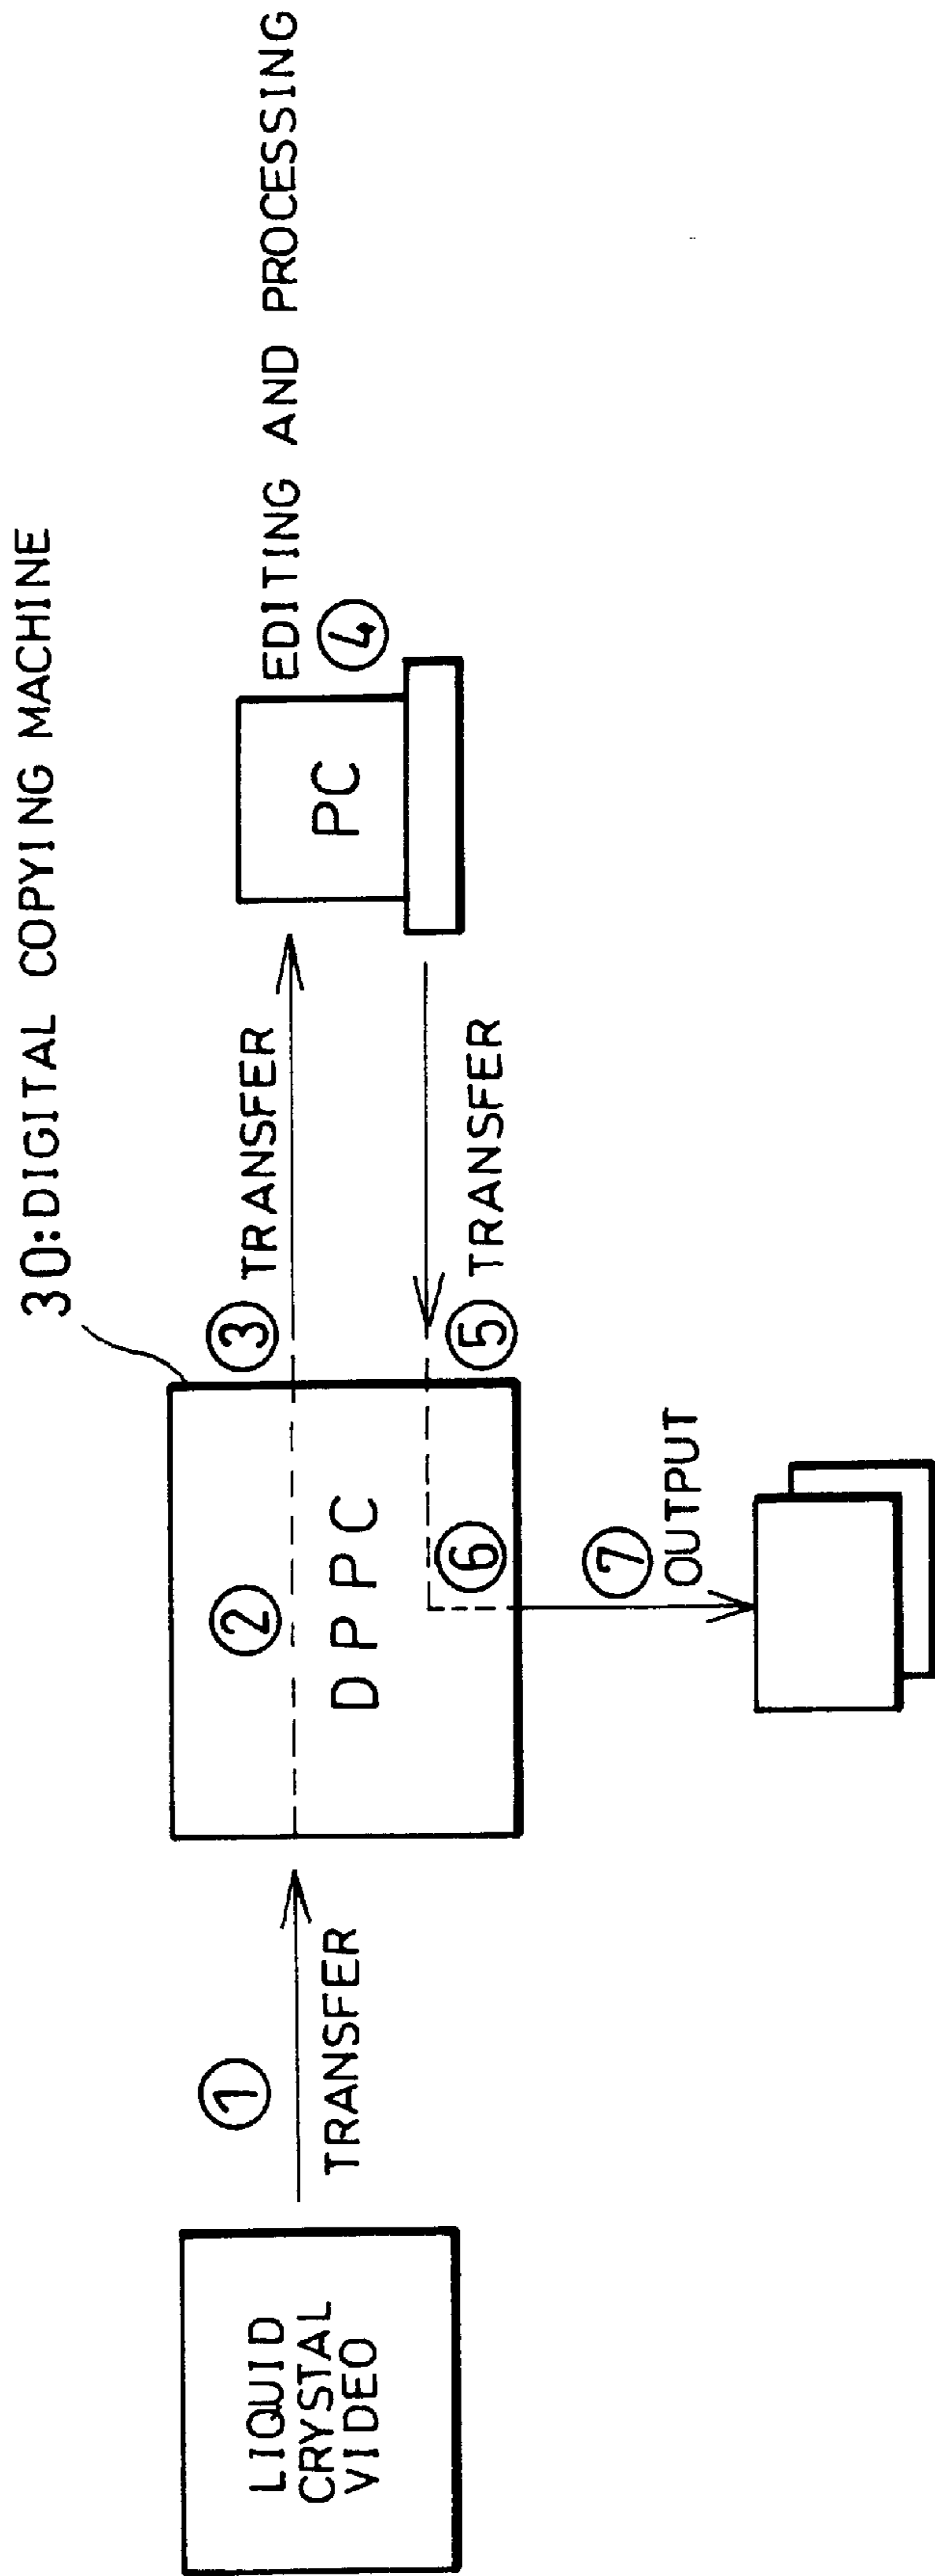 30:DIGITAL COPYING MACHINE
LIQUID
CRYSTAL
VIDEO
①
TRANSFER
②
DPPC
③ TRANSFER
PC
EDITING AND PROCESSING
④
⑤ TRANSFER
⑥
⑦
OUTPUT